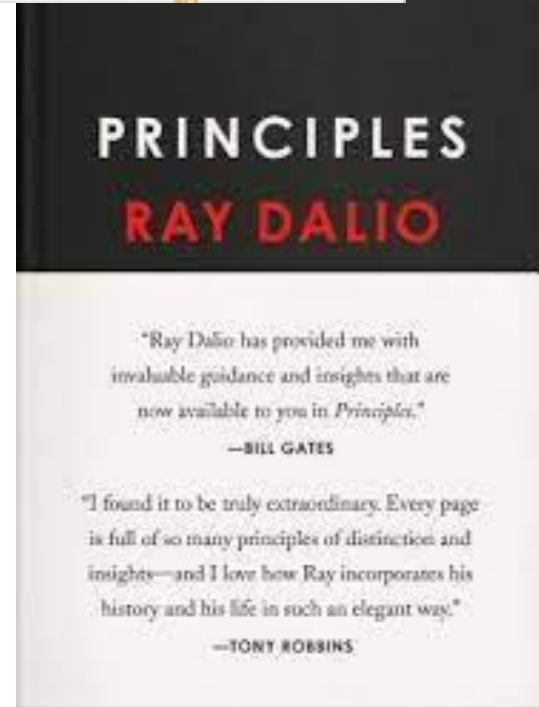 PRINCIPLES
RAY DALIO
"Ray Dalio has provided me with
invaluable guidance and insights that are
now available to you in Principles."
—BILL GATES
"I found it to be truly extraordinary. Every page
is full of so many principles of distinction and
insights—and I love how Ray incorporates his
history and his life in such an elegant way."
—TONY ROBBINS